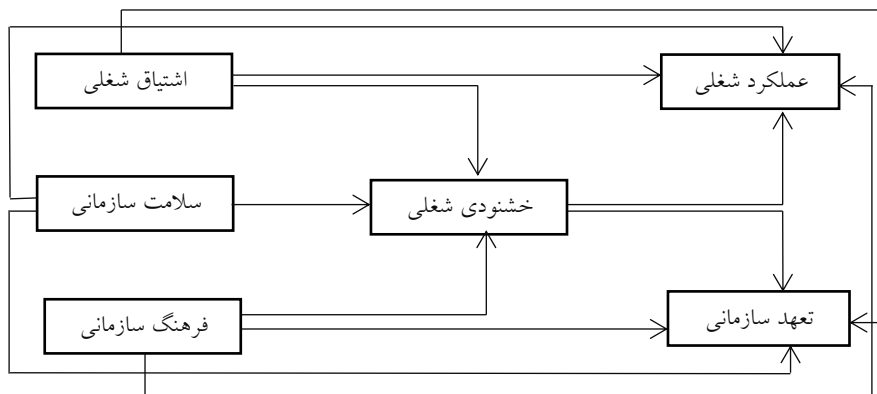 اشتیاق شغلی
عملکرد شغلی
سلامت سازمانی
خشنودی شغلی
فرهنگ سازمانی
تعهد سازمانی